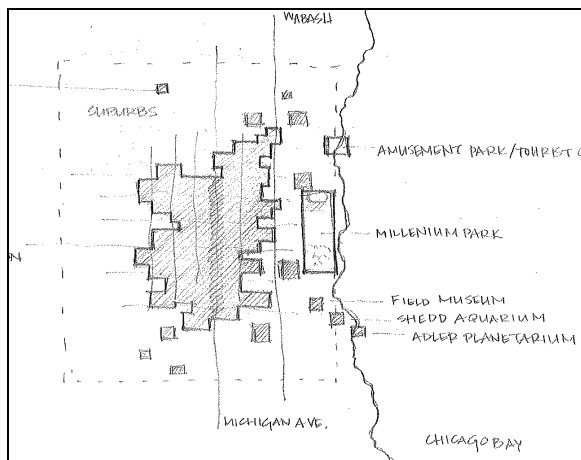 WABASH
SUBURBS
AMUSEMENT PARK/TOURIST C
MILLENIUM PARK
N
FIELD MUSEUM
SHEDD AQUARIUM
ADLER PLANETARIUM
MICHIGAN AVE.
CHICAGO BAY